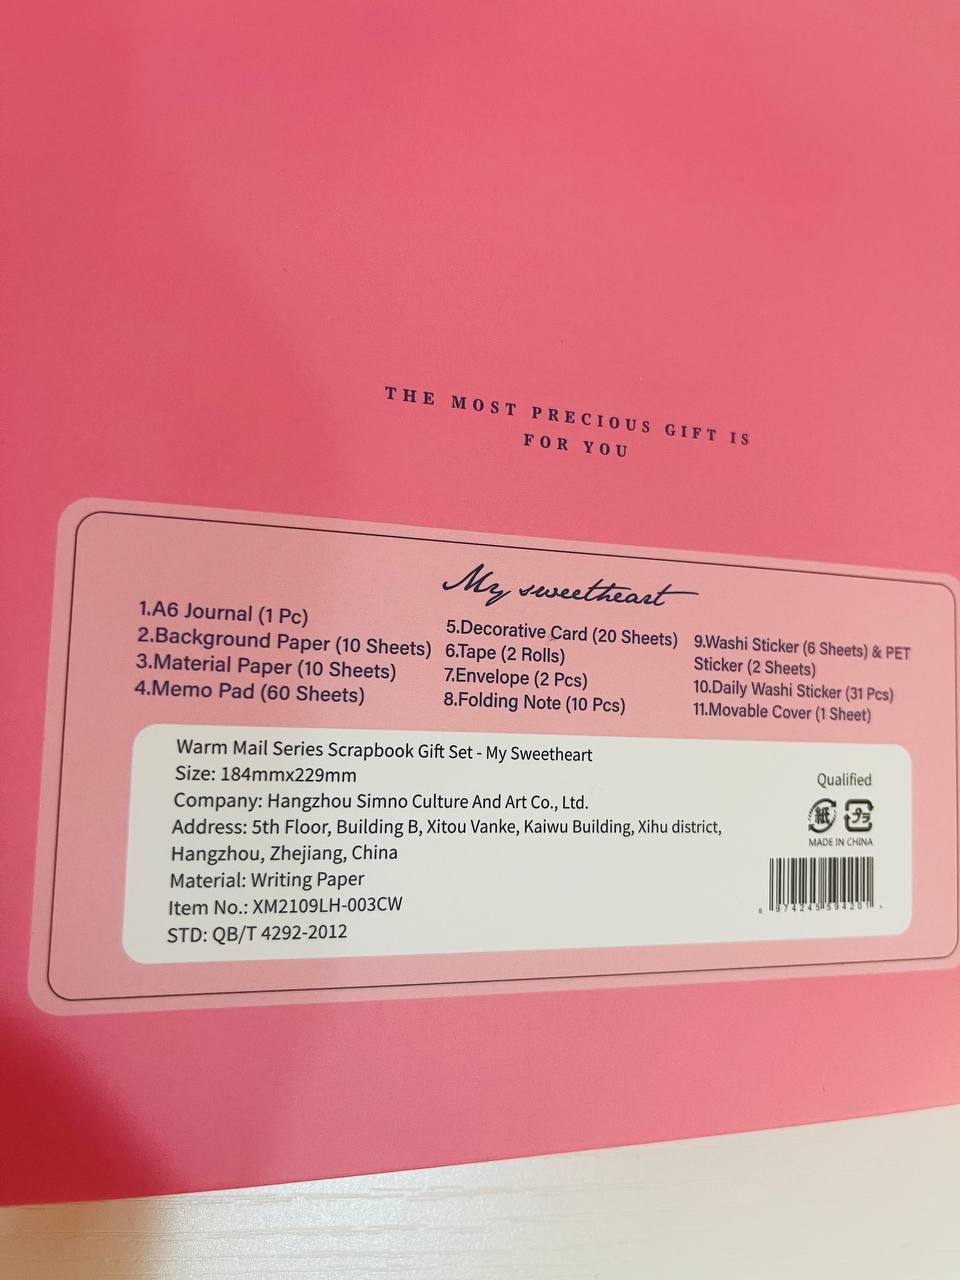 THE MOST PRECIOUS GIFT IS
FOR YOU
My sweetheart
1.A6 Journal (1 Pc)
2.Background Paper (10 Sheets)
3.Material Paper (10 Sheets)
4.Memo Pad (60 Sheets)
5.Decorative Card (20 Sheets)
6.Tape (2 Rolls)
7.Envelope (2 Pcs)
8.Folding Note (10 Pcs)
9.Washi Sticker (6 Sheets) & PET
Sticker (2 Sheets)
10.Daily Washi Sticker (31 Pcs)
11.Movable Cover (1 Sheet)
Warm Mail Series Scrapbook Gift Set - My Sweetheart
Size: 184mmx229mm
Company: Hangzhou Simno Culture And Art Co., Ltd.
Address: 5th Floor, Building B, Xitou Vanke, Kaiwu Building, Xihu district,
Hangzhou, Zhejiang, China
Material: Writing Paper
Item No.: XM2109LH-003CW
STD: QB/T 4292-2012
Qualified
紙 プラ
MADE IN CHINA
6 974245 594201 >